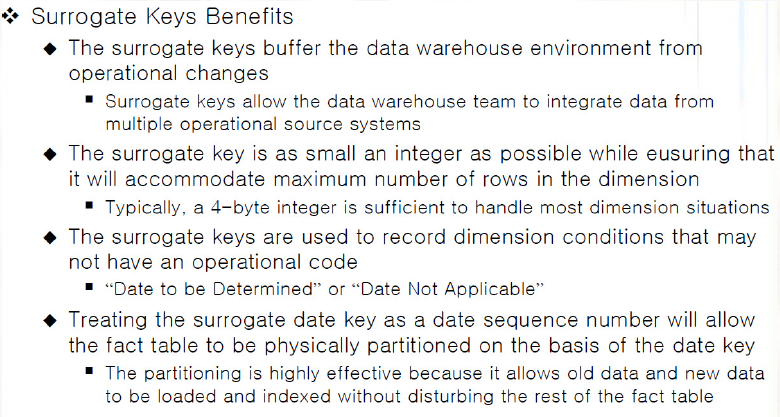 ❖ Surrogate Keys Benefits
◆ The surrogate keys buffer the data warehouse environment from
operational changes
▪ Surrogate keys allow the data warehouse team to integrate data from
multiple operational source systems
◆ The surrogate key is as small an integer as possible while eusuring that
it will accommodate maximum number of rows in the dimension
▪ Typically, a 4-byte integer is sufficient to handle most dimension situations
◆ The surrogate keys are used to record dimension conditions that may
not have an operational code
▪ “Date to be Determined” or “Date Not Applicable”
◆ Treating the surrogate date key as a date sequence number will allow
the fact table to be physically partitioned on the basis of the date key
▪ The partitioning is highly effective because it allows old data and new data
to be loaded and indexed without disturbing the rest of the fact table